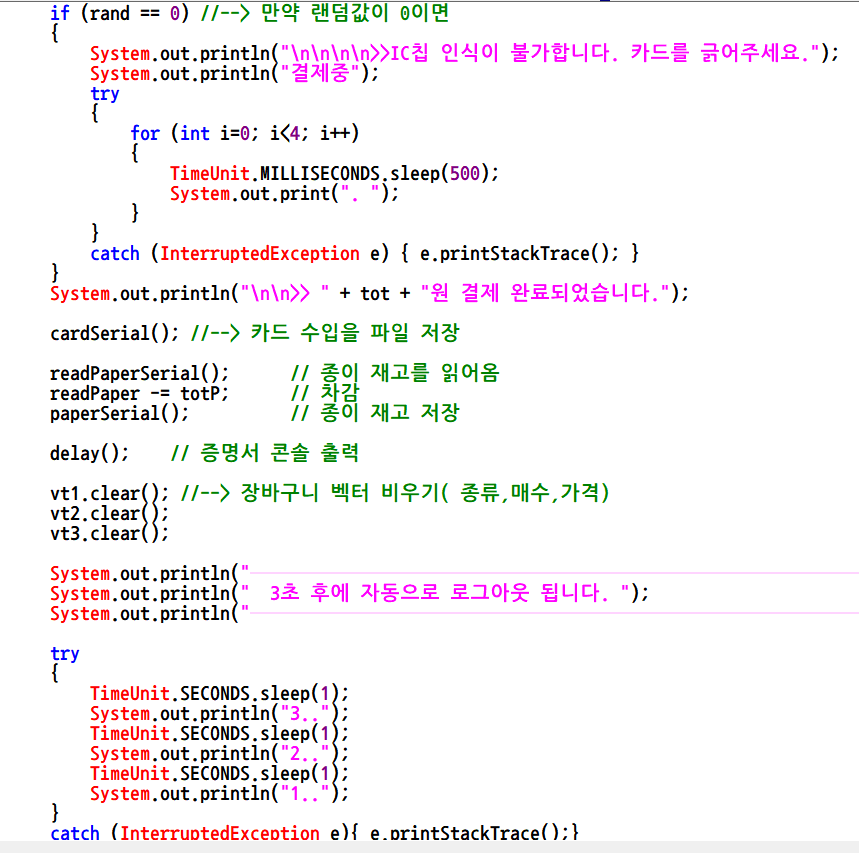 if (rand == 0) //--> 만약 랜덤값이 0이면
{
System.out.println("\n\n\n\n>>IC칩 인식이 불가합니다. 카드를 긁어주세요.");
System.out.println("결제중");
try
{
for (int i=0; i<4; i++)
{
TimeUnit.MILLISECONDS.sleep(500);
System.out.print(". ");
}
}
catch (InterruptedException e) { e.printStackTrace(); }
}
System.out.println("\n\n>> " + tot + "원 결제 완료되었습니다.");
cardSerial(); //--> 카드 수입을 파일 저장
readPaperSerial(); // 종이 재고를 읽어옴
readPaper -= totP; // 차감
paperSerial(); // 종이 재고 저장
delay(); // 증명서 콘솔 출력
vt1.clear(); //--> 장바구니 벡터 비우기( 종류,매수,가격)
vt2.clear();
vt3.clear();
System.out.println("────────────────────────────────
System.out.println("  3초 후에 자동으로 로그아웃 됩니다. ");
System.out.println("────────────────────────────────
try
{
TimeUnit.SECONDS.sleep(1);
System.out.println("3..");
TimeUnit.SECONDS.sleep(1);
System.out.println("2..");
TimeUnit.SECONDS.sleep(1);
System.out.println("1..");
}
catch (InterruptedException e){ e.printStackTrace();}